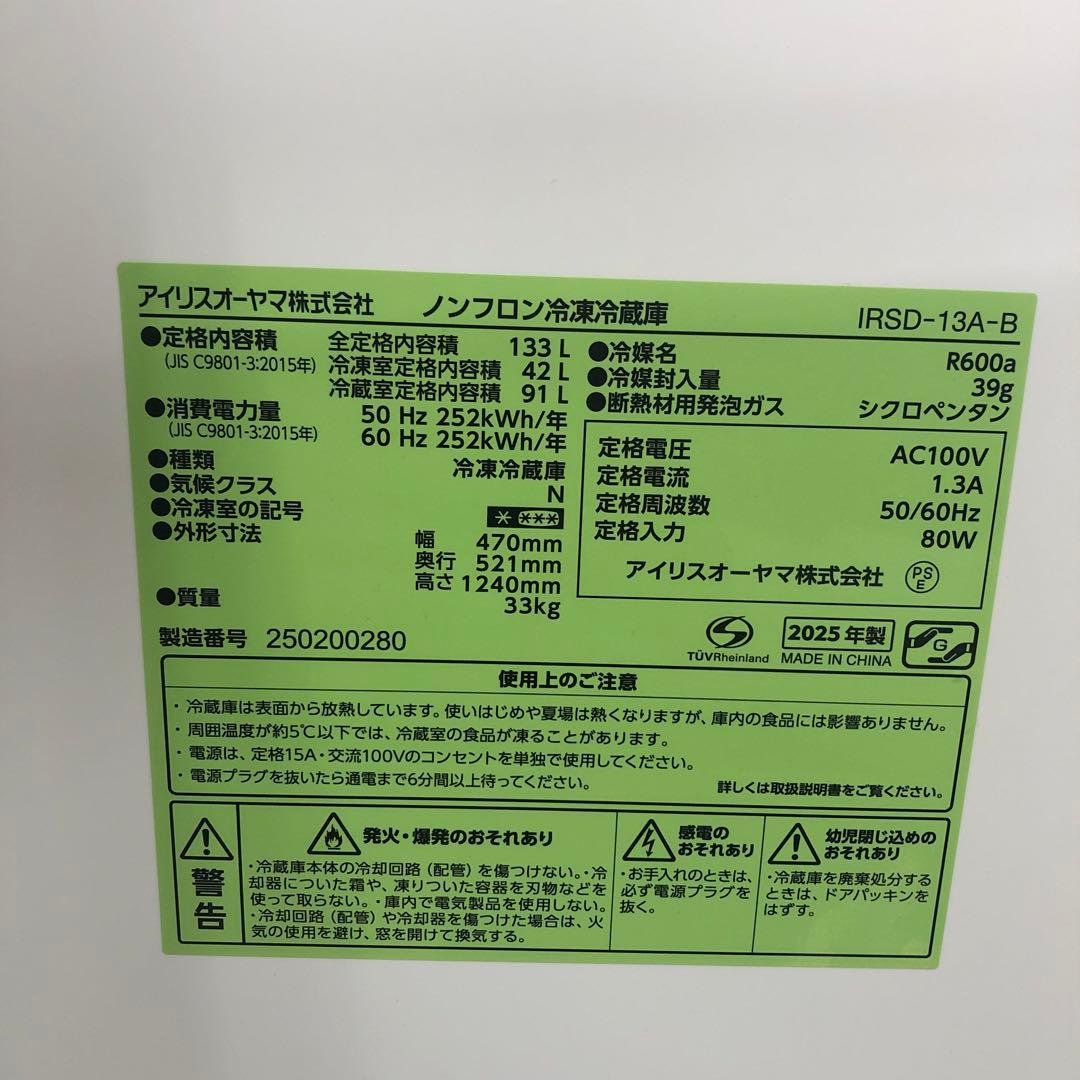 アイリスオーヤマ株式会社 ノンフロン冷凍冷蔵庫 IRSD-13A-B
●定格内容積 全定格内容積 133 L
(JIS C9801-3:2015年) 冷凍室定格内容積 42 L
冷蔵室定格内容積 91 L
●消費電力量 50 Hz 252kWh/年
(JIS C9801-3:2015年) 60 Hz 252kWh/年
●種類 冷凍冷蔵庫
●気候クラス N
●冷凍室の記号
●外形寸法 幅 470mm
奥行 521mm
高さ 1240mm
●質量 33kg
製造番号 250200280
●冷媒名 R600a
●冷媒封入量 39g
●断熱材用発泡ガス シクロペンタン
定格電圧 AC100V
定格電流 1.3A
定格周波数 50/60Hz
定格入力 80W
アイリスオーヤマ株式会社 PSE
TÜVRheinland
2025年製
MADE IN CHINA
G
使用上のご注意
・冷蔵庫は表面から放熱しています。使いはじめや夏場は熱くなりますが、庫内の食品には影響ありません。
・周囲温度が約5℃以下では、冷蔵室の食品が凍ることがあります。
・電源は、定格15A・交流100Vのコンセントを単独で使用してください。
・電源プラグを抜いたら通電まで6分間以上待ってください。
詳しくは取扱説明書をご覧ください。
警告
発火・爆発のおそれあり
・冷蔵庫本体の冷却回路（配管）を傷つけない。・冷
却器についた霜や、凍りついた容器を刃物などを
使って取らない。・庫内で電気製品を使用しない。
・冷却回路（配管）や冷却器を傷つけた場合は、火
気の使用を避け、窓を開けて換気する。
感電の
おそれあり
・お手入れのときは、
必ず電源プラグを
抜く。
幼児閉じ込めの
おそれあり
・冷蔵庫を廃棄処分する
ときは、ドアパッキンを
はずす。